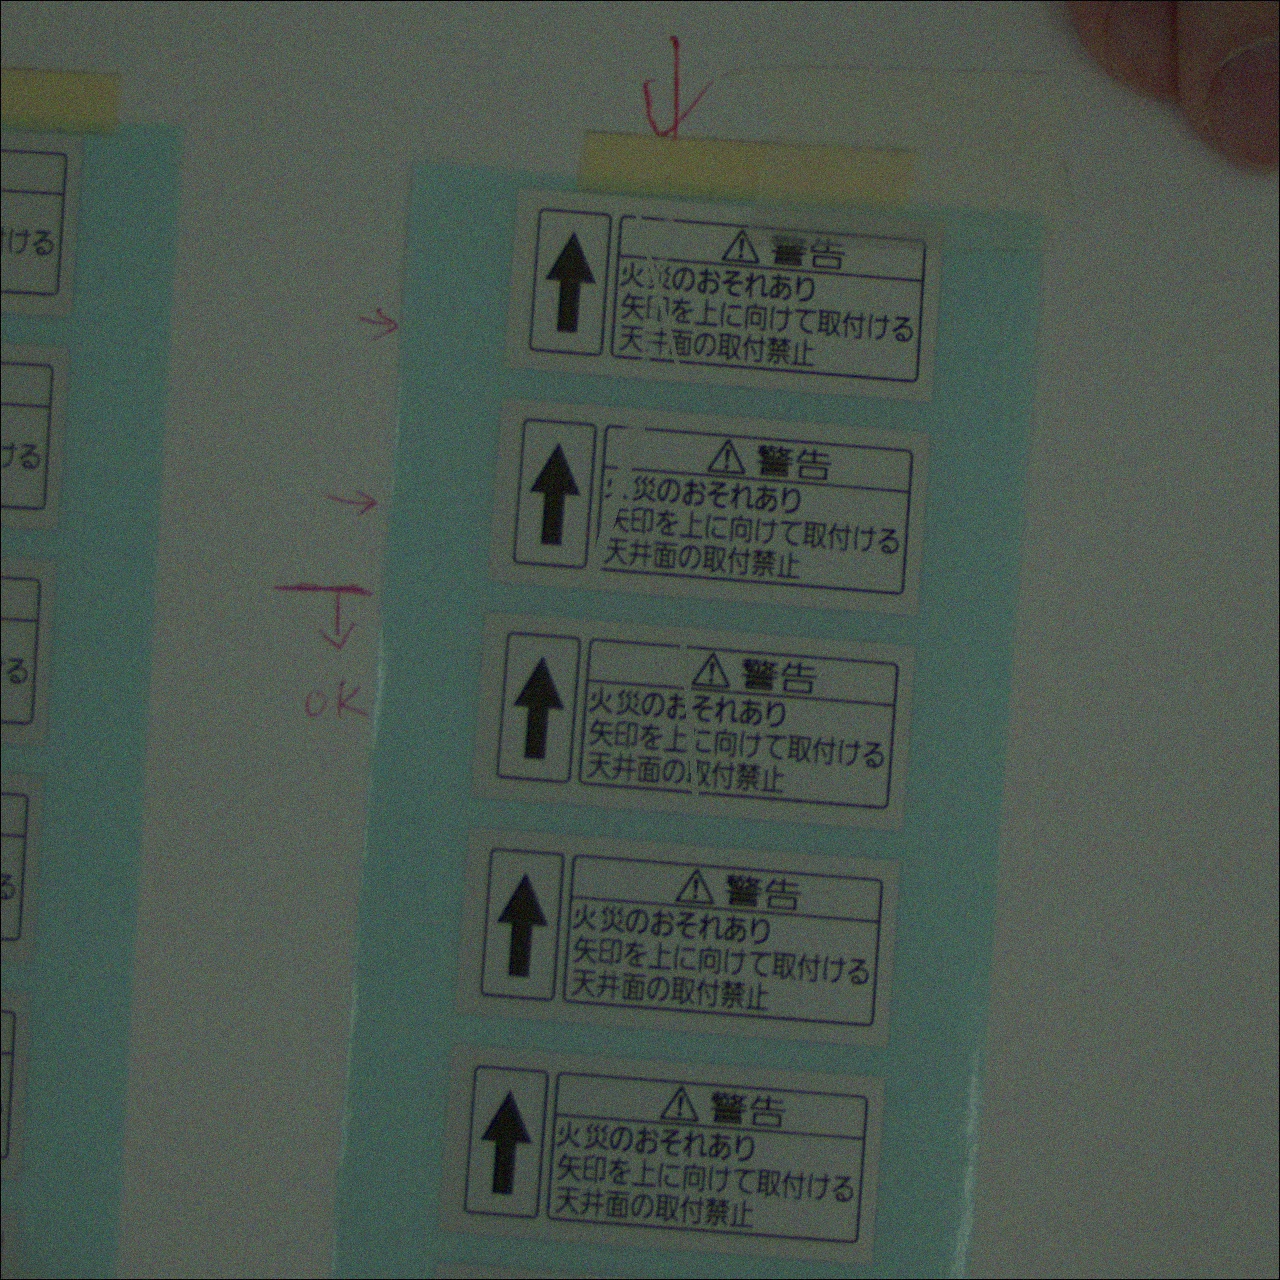 ける
⚠警告
火災のおそれあり
矢印を上に向けて取付ける
天井面の取付禁止
ける
⚠警告
災のおそれあり
矢印を上に向けて取付ける
天井面の取付禁止
る
⚠警告
火災のおそれあり
矢印を上に向けて取付ける
天井面の取付禁止
OK
る
⚠警告
火災のおそれあり
矢印を上に向けて取付ける
天井面の取付禁止
⚠警告
火災のおそれあり
矢印を上に向けて取付ける
天井面の取付禁止